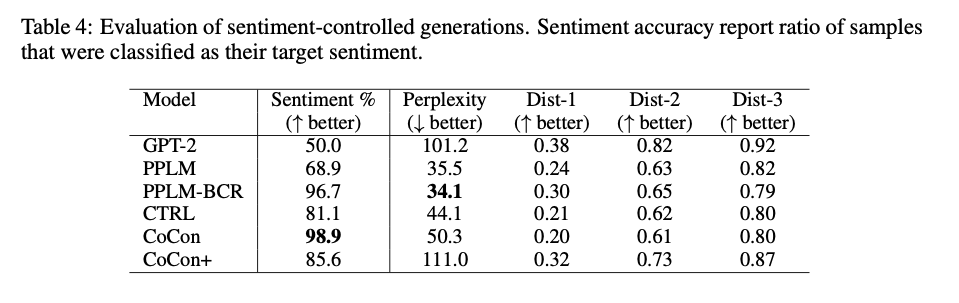 Table 4: Evaluation of sentiment-controlled generations. Sentiment accuracy report ratio of samples
that were classified as their target sentiment.
Model Sentiment % Perplexity Dist-1 Dist-2 Dist-3
(↑ better) (↓ better) (↑ better) (↑ better) (↑ better)
GPT-2 50.0 101.2 0.38 0.82 0.92
PPLM 68.9 35.5 0.24 0.63 0.82
PPLM-BCR 96.7 34.1 0.30 0.65 0.79
CTRL 81.1 44.1 0.21 0.62 0.80
CoCon 98.9 50.3 0.20 0.61 0.80
CoCon+ 85.6 111.0 0.32 0.73 0.87